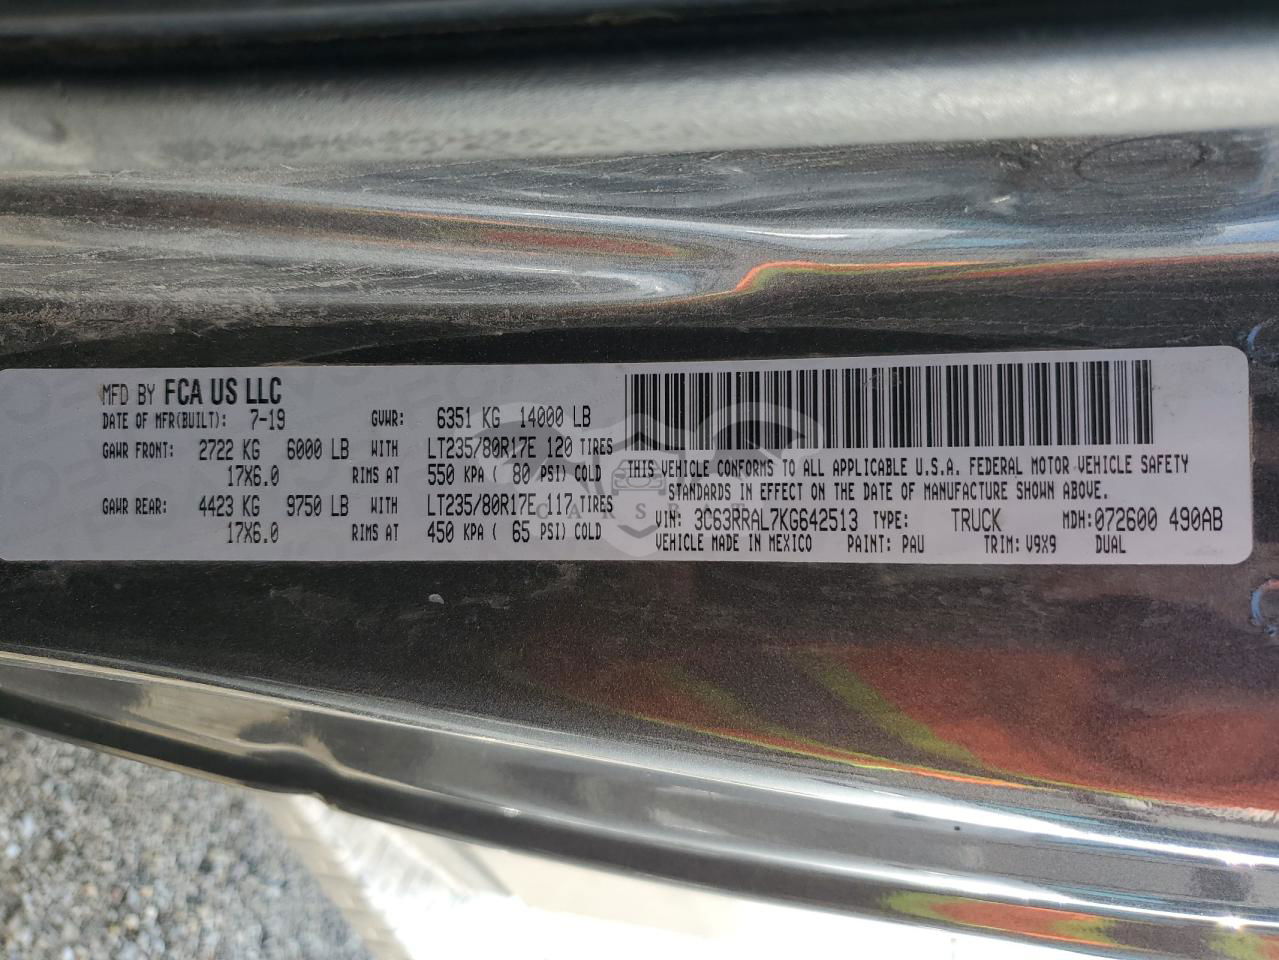 MFD BY FCA US LLC
DATE OF MFR(BUILT): 7-19 GVWR: 6351 KG 14000 LB
GAWR FRONT: 2722 KG 6000 LB WITH LT235/80R17E 120 TIRES
17X6.0 RIMS AT 550 KPA ( 80 PSI) COLD
GAWR REAR: 4423 KG 9750 LB WITH LT235/80R17E 117 TIRES
17X6.0 RIMS AT 450 KPA ( 65 PSI) COLD
THIS VEHICLE CONFORMS TO ALL APPLICABLE U.S.A. FEDERAL MOTOR VEHICLE SAFETY
STANDARDS IN EFFECT ON THE DATE OF MANUFACTURE SHOWN ABOVE.
VIN: 3C63RRAL7KG642513 TYPE: TRUCK MDH:072600 490AB
VEHICLE MADE IN MEXICO PAINT: PAU TRIM: V9X9 DUAL
CARSBAT